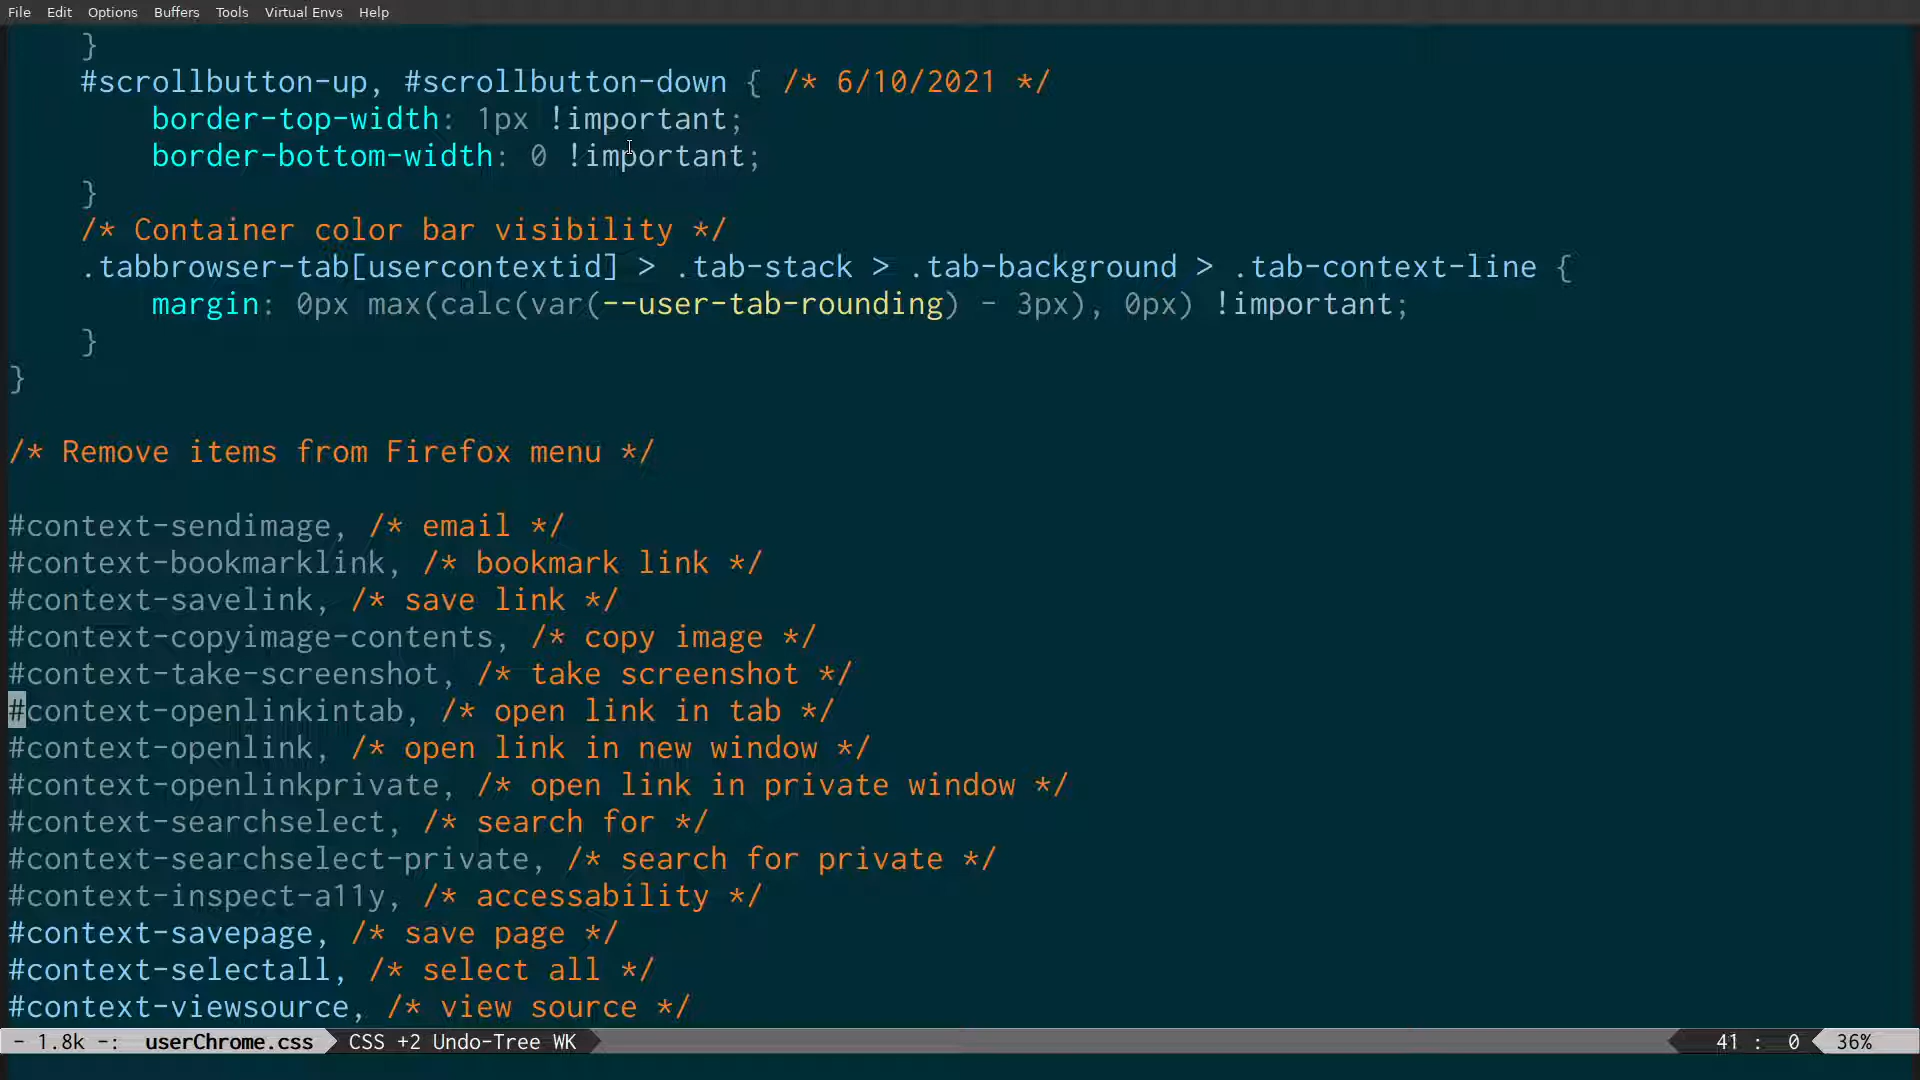 File Edit Options Buffers Tools Virtual Envs Help
}
#scrollbutton-up, #scrollbutton-down { /* 6/10/2021 */
border-top-width: 1px !important;
border-bottom-width: 0 !important;
}
/* Container color bar visibility */
.tabbrowser-tab[usercontextid] > .tab-stack > .tab-background > .tab-context-line {
margin: 0px max(calc(var(--user-tab-rounding) - 3px), 0px) !important;
}
}
/* Remove items from Firefox menu */
#context-sendimage, /* email */
#context-bookmarklink, /* bookmark link */
#context-savelink, /* save link */
#context-copyimage-contents, /* copy image */
#context-take-screenshot, /* take screenshot */
#context-openlinkintab, /* open link in tab */
#context-openlink, /* open link in new window */
#context-openlinkprivate, /* open link in private window */
#context-searchselect, /* search for */
#context-searchselect-private, /* search for private */
#context-inspect-a11y, /* accessability */
#context-savepage, /* save page */
#context-selectall, /* select all */
#context-viewsource, /* view source */
- 1.8k -: userChrome.css CSS +2 Undo-Tree WK 41 : 0 36%